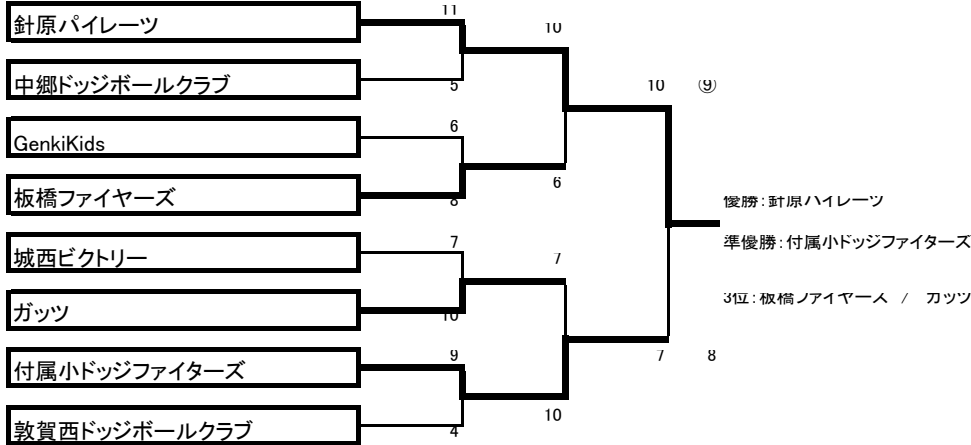 針原パイレーツ
11
10
中郷ドッジボールクラブ
5
10 ⑨
GenkiKids
6
板橋ファイヤーズ
8
6
優勝：針原パイレーツ
城西ビクトリー
7
7
準優勝：付属小ドッジファイターズ
ガッツ
10
3位：板橋ファイヤーズ / ガッツ
付属小ドッジファイターズ
9
7 8
敦賀西ドッジボールクラブ
4
10